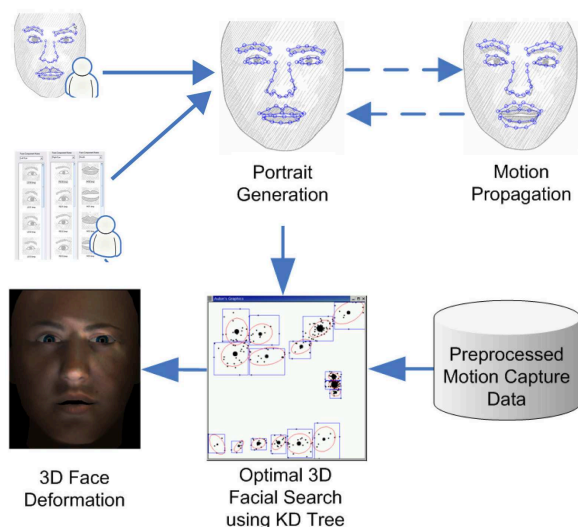 Portrait
Generation
Motion
Propagation
Preprocessed
Motion Capture
Data
3D Face
Deformation
Optimal 3D
Facial Search
using KD Tree